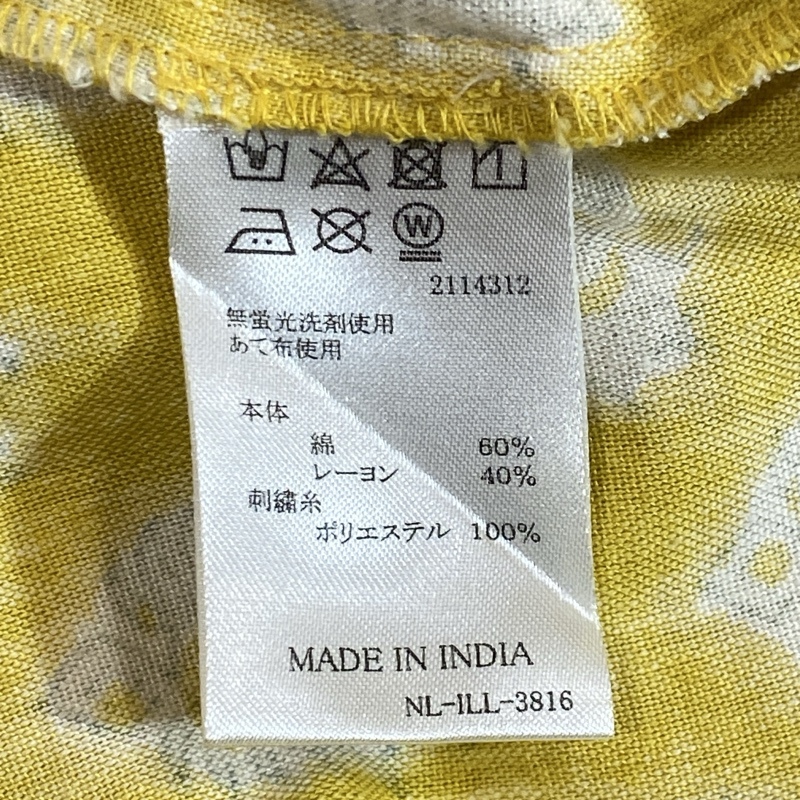 W
2114312
無蛍光洗剤使用
あて布使用
本体
綿 60%
レーヨン 40%
刺繍糸
ポリエステル 100%
MADE IN INDIA
NL-ILL-3816